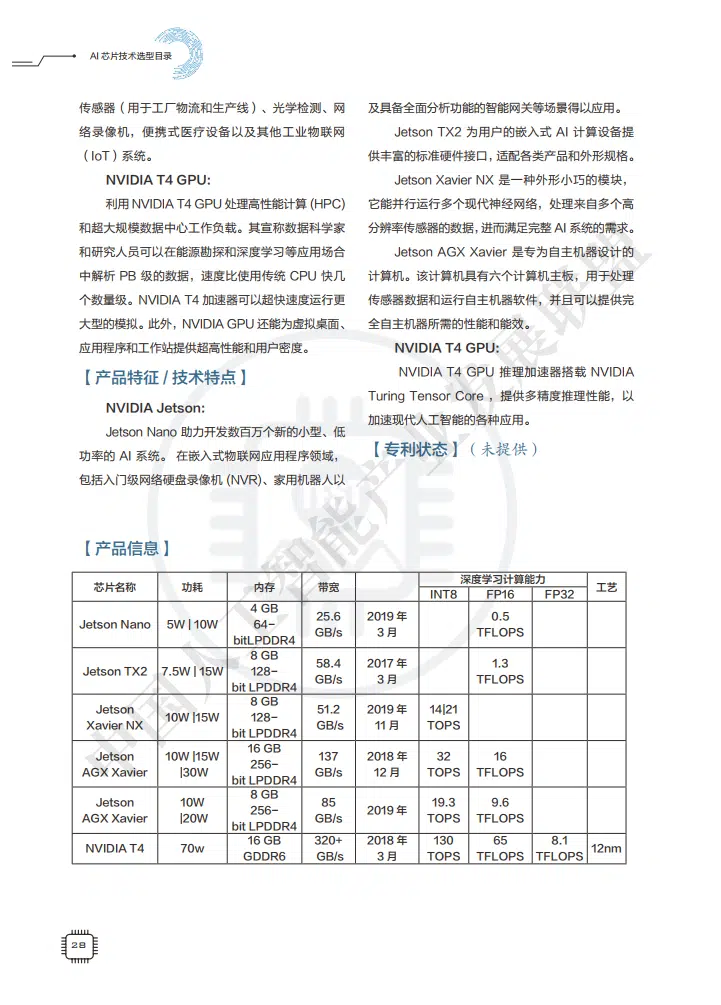 AI 芯片技术选型目录
传感器（用于工厂物流和生产线）、光学检测、网
络录像机，便携式医疗设备以及其他工业物联网
（IoT）系统。
NVIDIA T4 GPU:
利用 NVIDIA T4 GPU 处理高性能计算 (HPC)
和超大规模数据中心工作负载。其宣称数据科学家
和研究人员可以在能源勘探和深度学习等应用场合
中解析 PB 级的数据，速度比使用传统 CPU 快几
个数量级。NVIDIA T4 加速器可以超快速度运行更
大型的模拟。此外，NVIDIA GPU 还能为虚拟桌面、
应用程序和工作站提供超高性能和用户密度。
【 产品特征 / 技术特点 】
NVIDIA Jetson:
Jetson Nano 助力开发数百万个新的小型、低
功率的 AI 系统。 在嵌入式物联网应用程序领域，
包括入门级网络硬盘录像机 (NVR)、家用机器人以
及具备全面分析功能的智能网关等场景得以应用。
Jetson TX2 为用户的嵌入式 AI 计算设备提
供丰富的标准硬件接口，适配各类产品和外形规格。
Jetson Xavier NX 是一种外形小巧的模块，
它能并行运行多个现代神经网络，处理来自多个高
分辨率传感器的数据，进而满足完整 AI 系统的需求。
Jetson AGX Xavier 是专为自主机器设计的
计算机。该计算机具有六个计算机主板，用于处理
传感器数据和运行自主机器软件，并且可以提供完
全自主机器所需的性能和能效。
NVIDIA T4 GPU:
NVIDIA T4 GPU 推理加速器搭载 NVIDIA
Turing Tensor Core ，提供多精度推理性能，以
加速现代人工智能的各种应用。
【 专利状态 】（未提供）
【 产品信息 】
芯片名称 功耗 内存 带宽 深度学习计算能力 工艺
INT8 FP16 FP32
Jetson Nano 5W | 10W 4 GB 64-bitLPDDR4 25.6 GB/s 2019 年 3 月 0.5 TFLOPS
Jetson TX2 7.5W | 15W 8 GB 128-bit LPDDR4 58.4 GB/s 2017 年 3 月 1.3 TFLOPS
Jetson Xavier NX 10W |15W 8 GB 128-bit LPDDR4 51.2 GB/s 2019 年 11 月 14|21 TOPS
Jetson AGX Xavier 10W |15W |30W 16 GB 256-bit LPDDR4 137 GB/s 2018 年 12 月 32 TOPS 16 TFLOPS
Jetson AGX Xavier 10W |20W 8 GB 256-bit LPDDR4 85 GB/s 2019 年 19.3 TOPS 9.6 TFLOPS
NVIDIA T4 70w 16 GB GDDR6 320+ GB/s 2018 年 3 月 130 TOPS 65 TFLOPS 8.1 TFLOPS 12nm
28
中国人工智能产业发展联盟